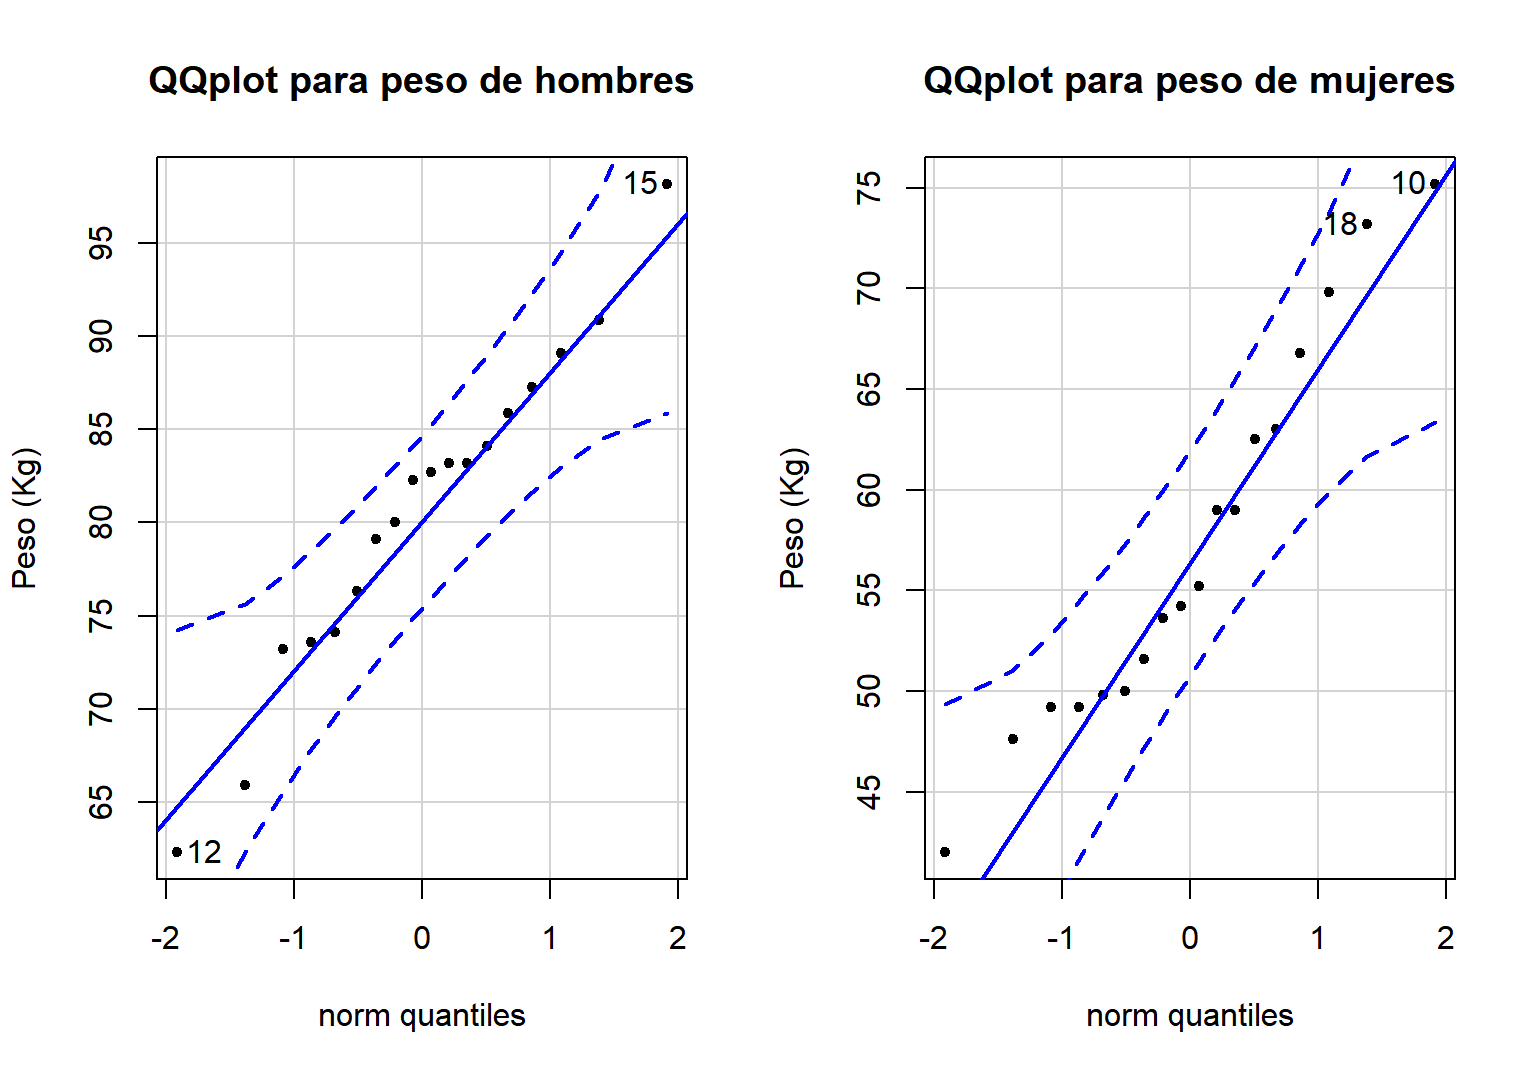 QQplot para peso de hombres
15
12
95
90
85
80
75
70
65
Peso (Kg)
-2 -1 0 1 2
norm quantiles
QQplot para peso de mujeres
10
18
75
70
65
60
55
50
45
Peso (Kg)
-2 -1 0 1 2
norm quantiles